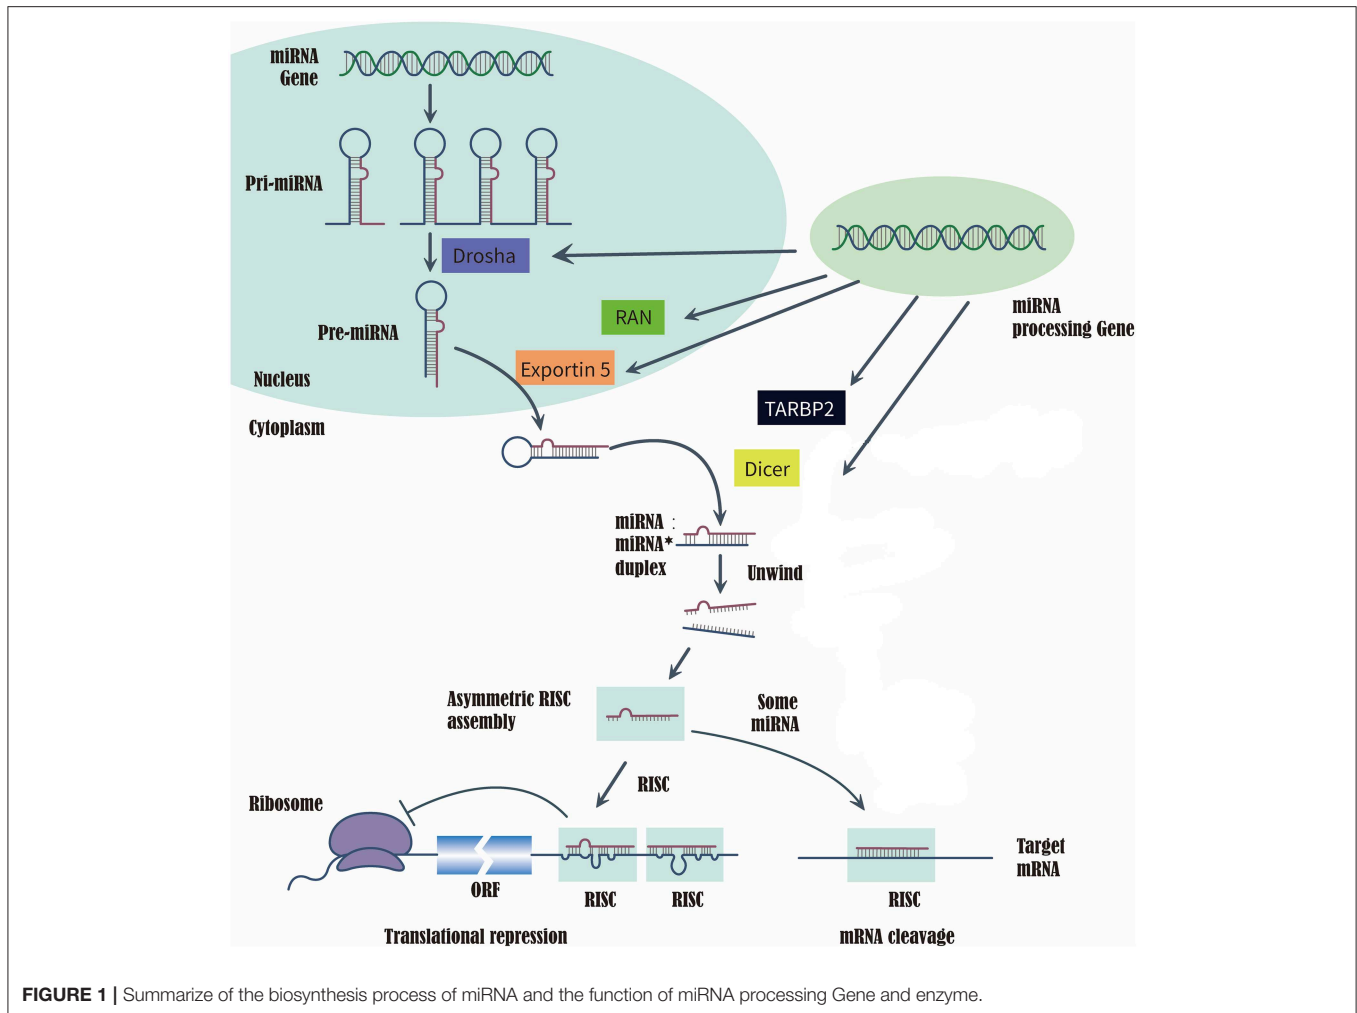 miRNA
Gene
Pri-miRNA
Drosha
RAN
miRNA
processing Gene
Pre-miRNA
Exportin 5
Nucleus
Cytoplasm
TARBP2
Dicer
miRNA :
miRNA*
duplex
Unwind
Asymmetric RISC
assembly
Some
miRNA
RISC
Ribosome
ORF
RISC
RISC
RISC
Target
mRNA
Translational repression
mRNA cleavage
FIGURE 1 | Summarize of the biosynthesis process of miRNA and the function of miRNA processing Gene and enzyme.